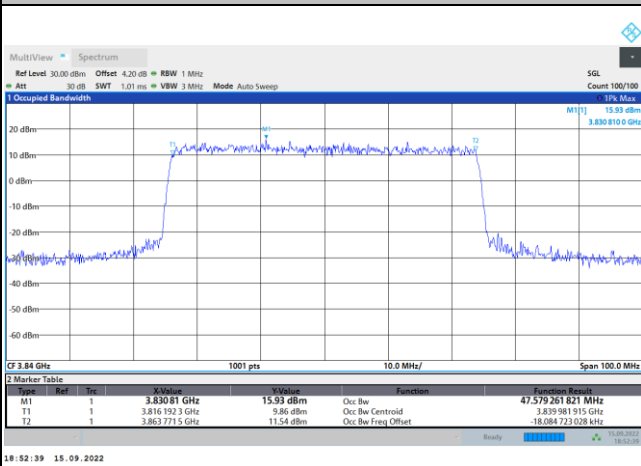 MultiView Spectrum
Ref Level 30.00 dBm Offset 4.20 dB RBW 1 MHz SGL
Att 30 dB SWT 1.01 ms VBW 3 MHz Mode Auto Sweep Count 100/100
1 Occupied Bandwidth 1Pk Max
M1[1] 15.93 dBm
3.830 810 0 GHz
20 dBm
T1 M1 T2
10 dBm
0 dBm
-10 dBm
-20 dBm
-30 dBm
-40 dBm
-50 dBm
-60 dBm
CF 3.84 GHz 1001 pts 10.0 MHz/ Span 100.0 MHz
2 Marker Table
Type Ref Trc X-Value Y-Value Function Function Result
M1 1 3.83081 GHz 15.93 dBm Occ Bw 47.579 261 821 MHz
T1 1 3.816 192 3 GHz 9.86 dBm Occ Bw Centroid 3.839 981 915 GHz
T2 1 3.863 771 5 GHz 11.54 dBm Occ Bw Freq Offset -18.084 723 028 kHz
Ready 15.09.2022
18:52:39
18:52:39 15.09.2022